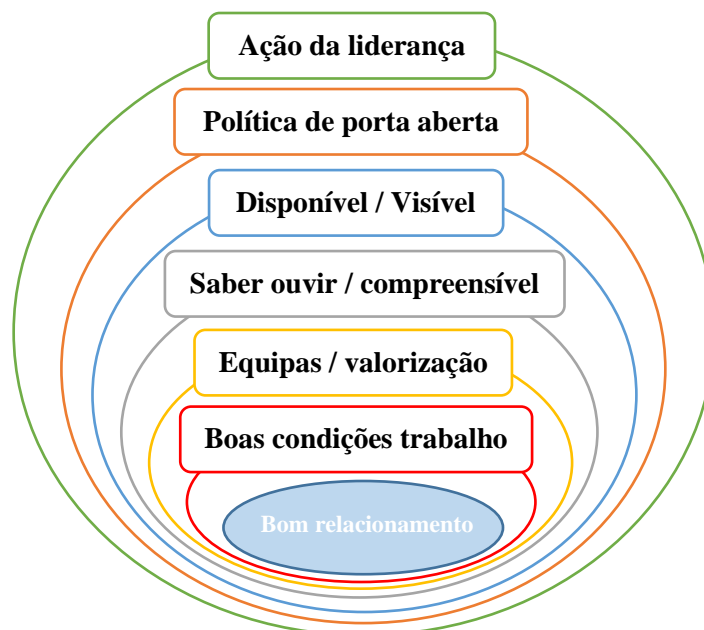 Ação da liderança
Política de porta aberta
Disponível / Visível
Saber ouvir / compreensível
Equipas / valorização
Boas condições trabalho
Bom relacionamento